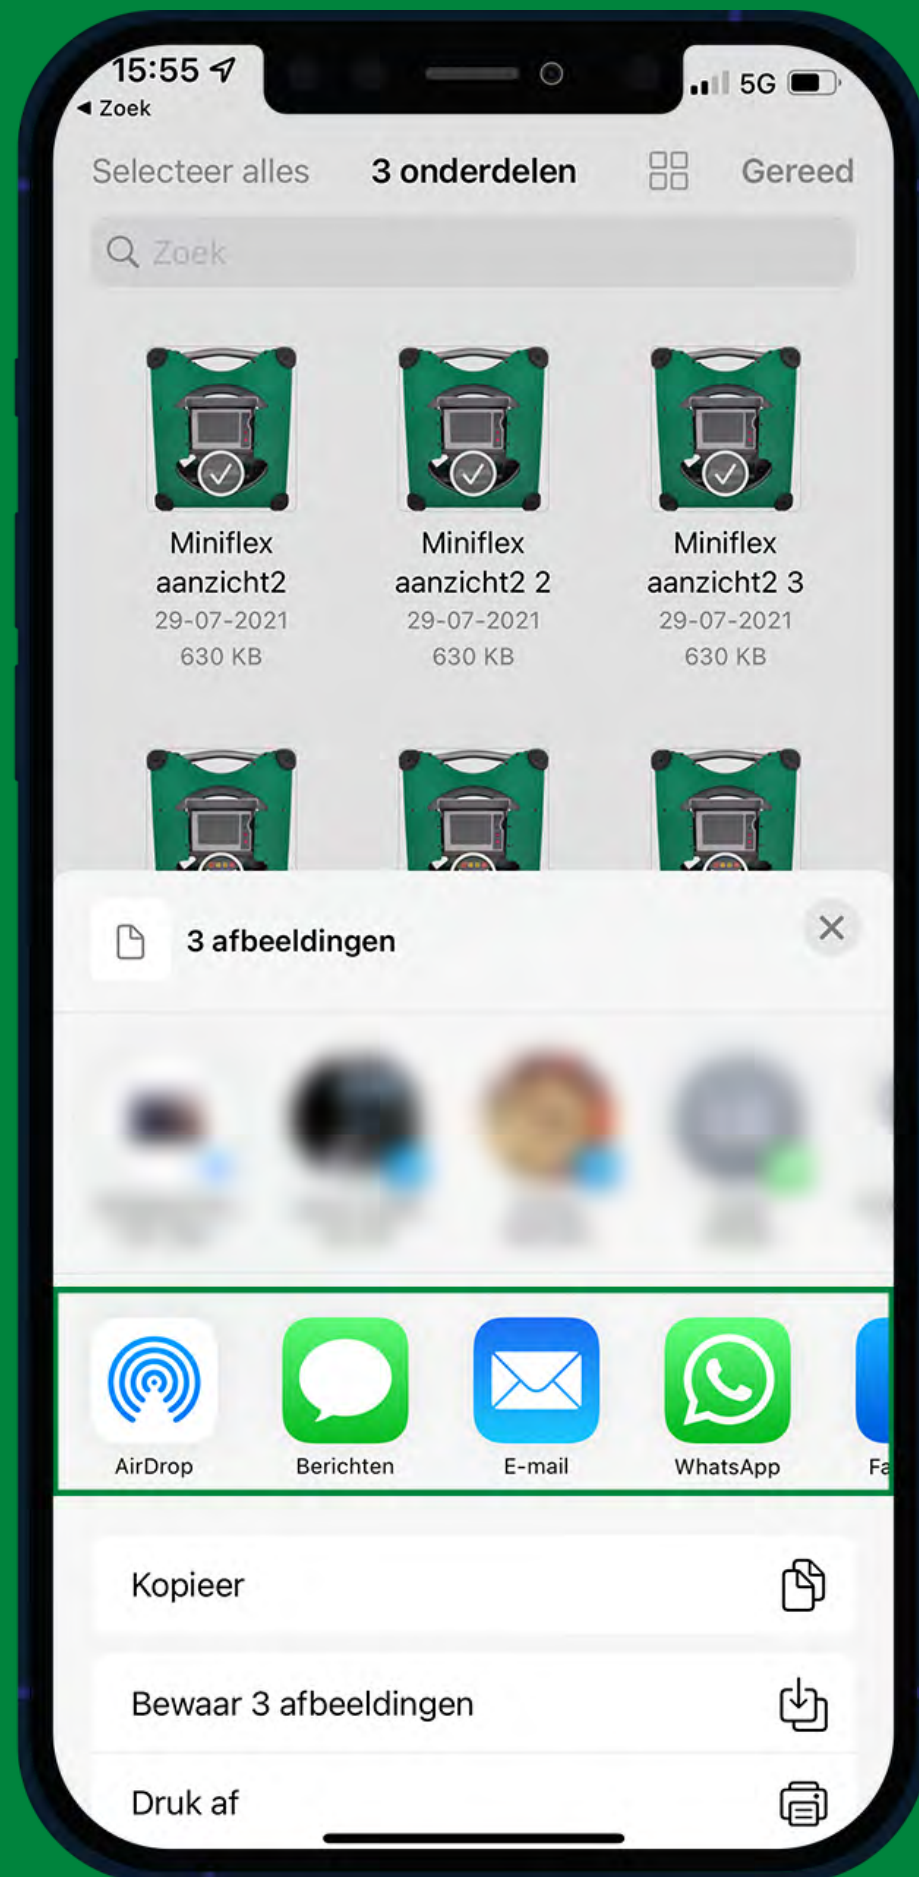 15:55
5G
◀ Zoek
Selecteer alles
3 onderdelen
Gereed
Zoek
Miniflex
aanzicht2
29-07-2021
630 KB
Miniflex
aanzicht2 2
29-07-2021
630 KB
Miniflex
aanzicht2 3
29-07-2021
630 KB
3 afbeeldingen
AirDrop
Berichten
E-mail
WhatsApp
Fa
Kopieer
Bewaar 3 afbeeldingen
Druk af